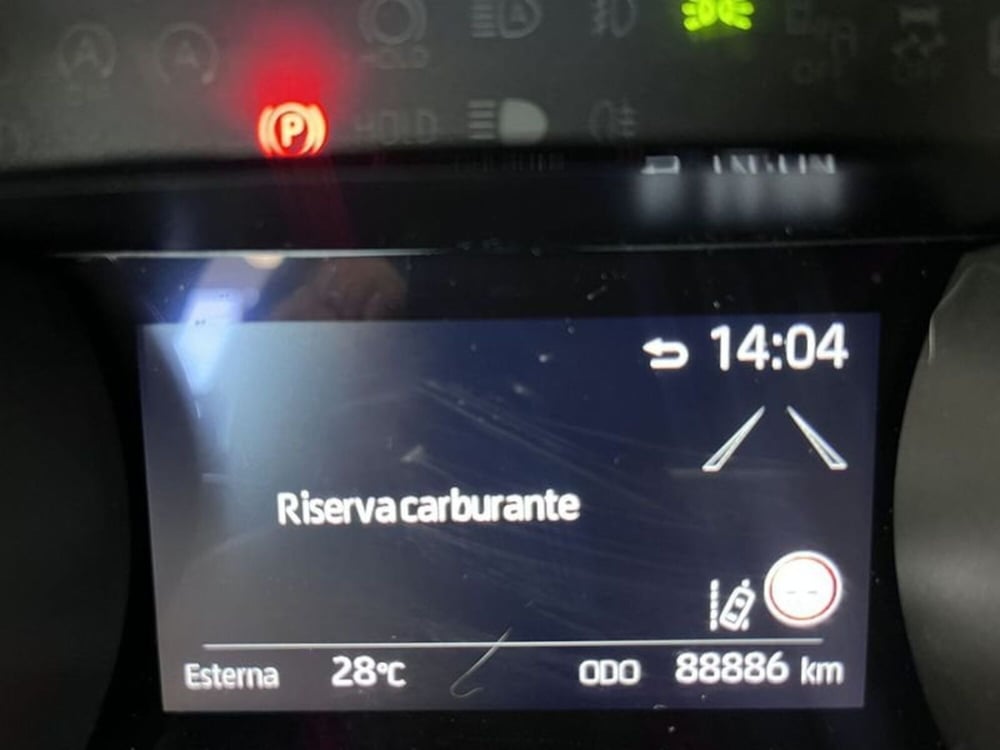 P
HOLD
14:04
Riserva carburante
--
Esterna 28°C ODO 88886 km